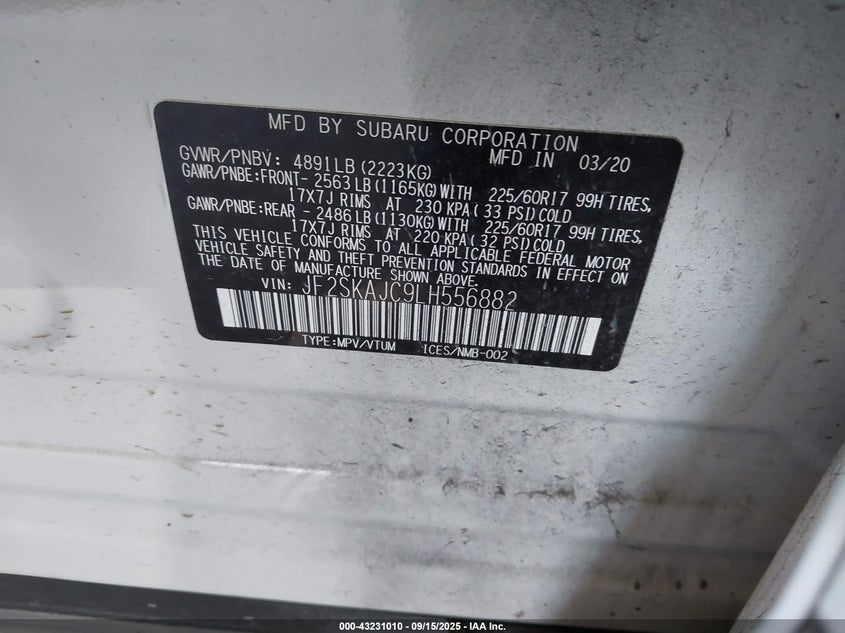 MFD BY SUBARU CORPORATION
GVWR/PNBV: 4891LB (2223KG) MFD IN 03/20
GAWR/PNBE:FRONT- 2563LB (1165KG) WITH 225/60R17 99H TIRES,
17X7J RIMS AT 230 KPA ( 33 PSI) COLD
GAWR/PNBE:REAR - 2486LB (1130KG) WITH 225/60R17 99H TIRES,
17X7J RIMS AT 220 KPA ( 32 PSI) COLD
THIS VEHICLE CONFORMS TO ALL APPLICABLE FEDERAL MOTOR
VEHICLE SAFETY AND THEFT PREVENTION STANDARDS IN EFFECT ON
THE DATE OF MANUFACTURE SHOWN ABOVE.
VIN: JF2SKAJC9LH556882
TYPE:MPV/VTUM ICES/NMB-002
000-43231010 - 09/15/2025 - IAA Inc.